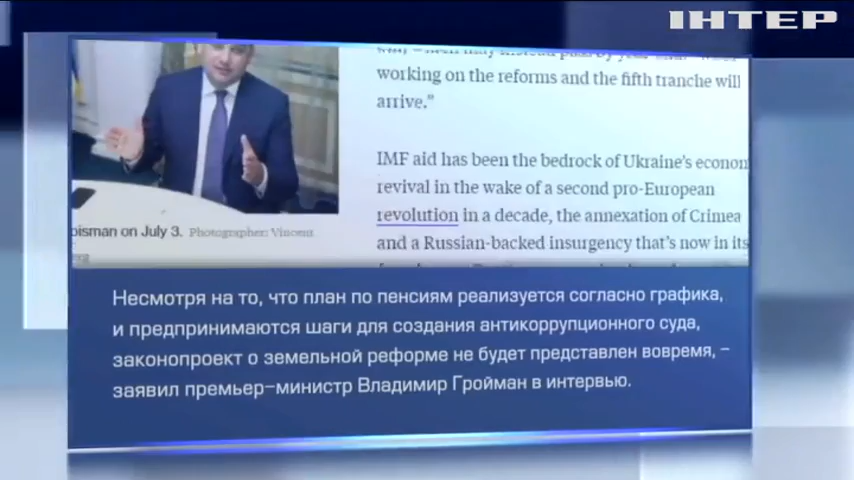 ІНТЕР
working on the reforms and the fifth tranche will
arrive."
IMF aid has been the bedrock of Ukraine's econom
revival in the wake of a second pro-European
revolution in a decade, the annexation of Crimea
and a Russian-backed insurgency that's now in its
oisman on July 3. Photographer: Vincent
erg
Несмотря на то, что план по пенсиям реализуется согласно графика,
и предпринимаются шаги для создания антикоррупционного суда,
законопроект о земельной реформе не будет представлен вовремя, –
заявил премьер-министр Владимир Гройман в интервью.